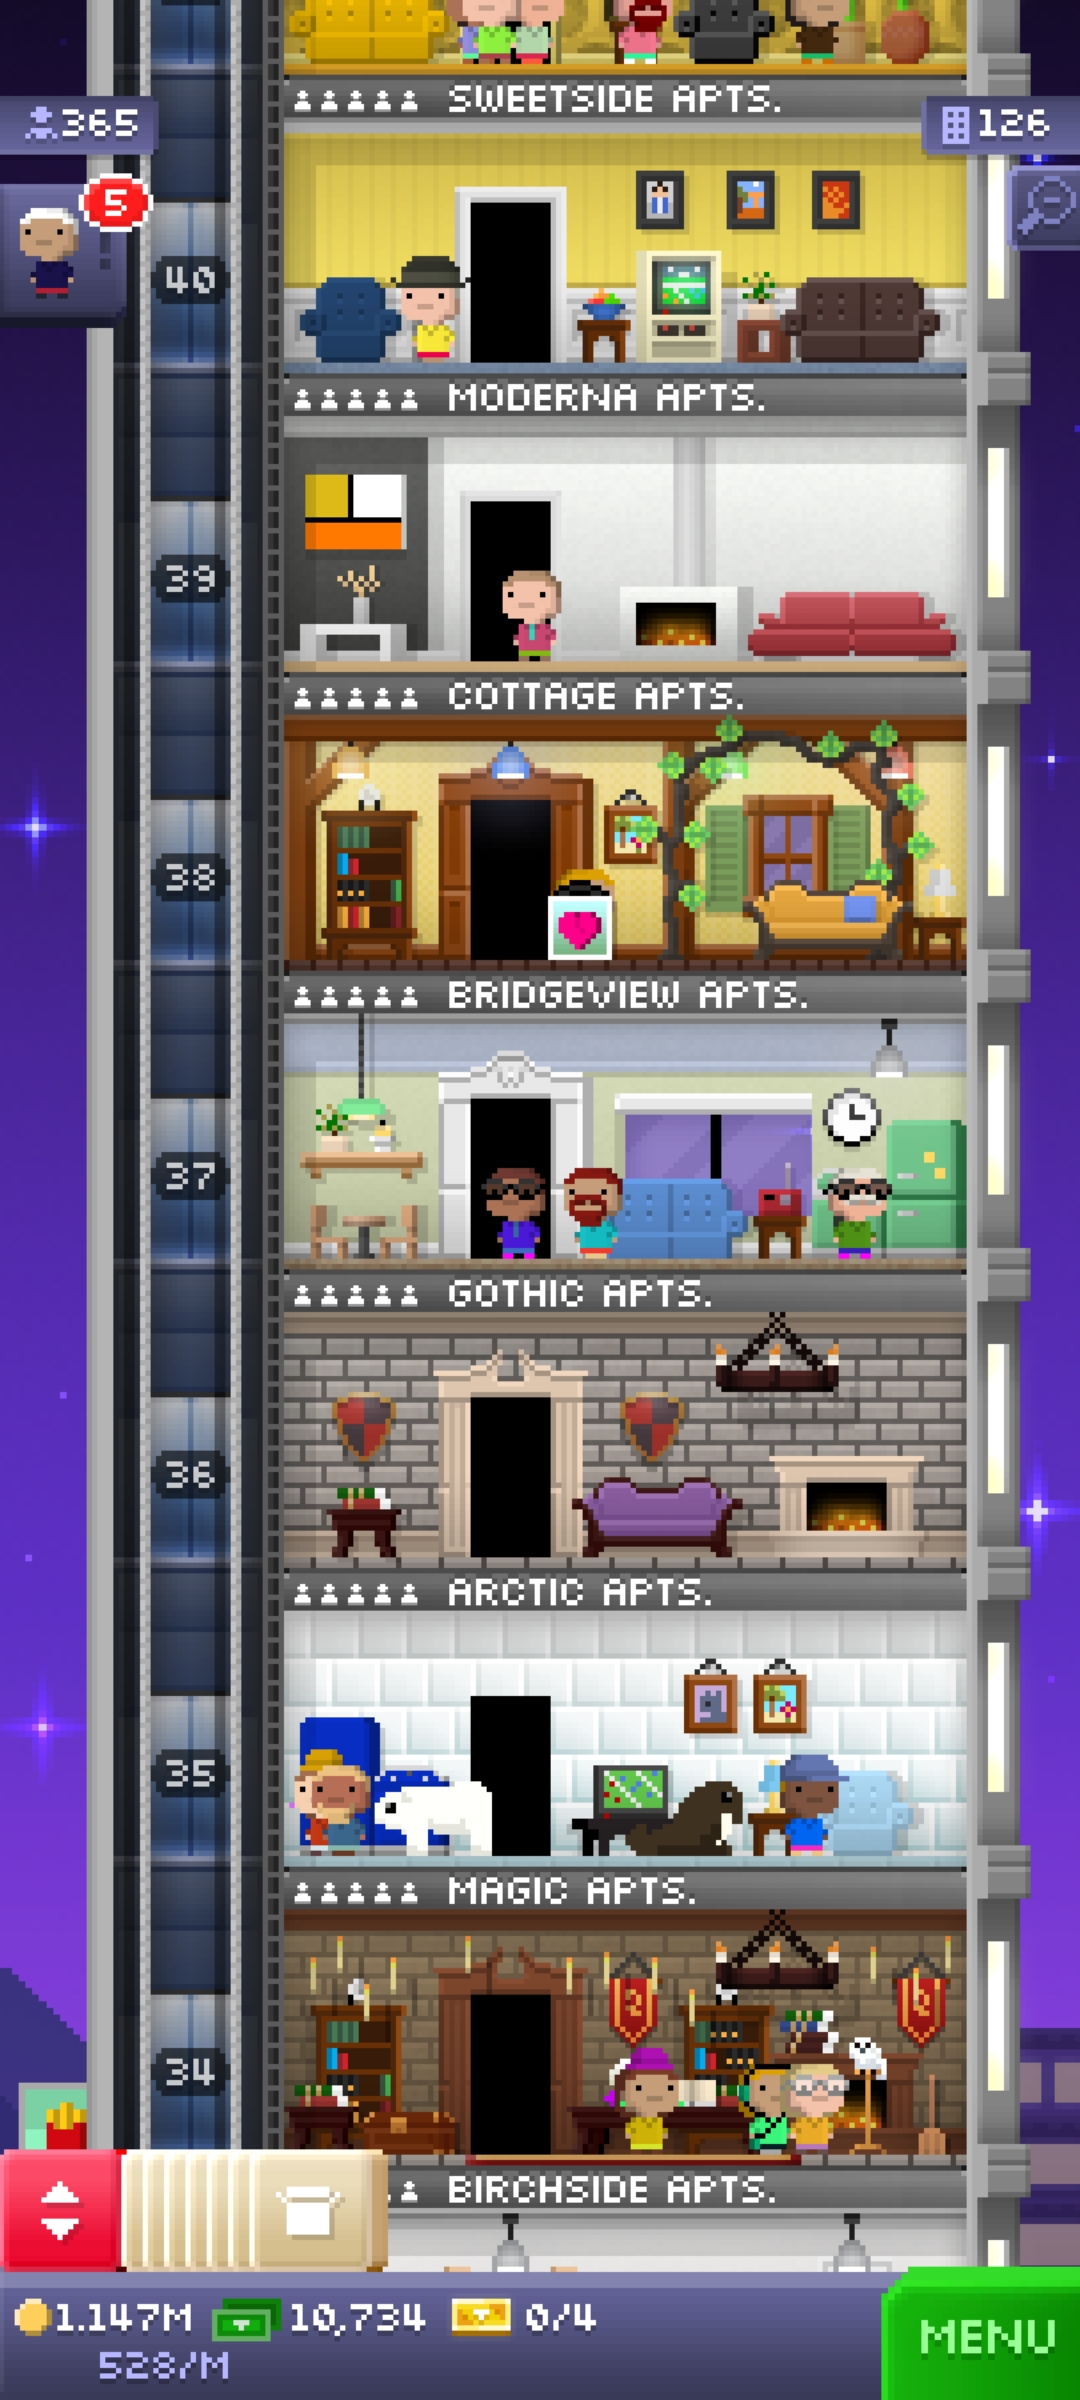 SWEETSIDE APTS.
365
126
5
40
MODERNA APTS.
39
COTTAGE APTS.
38
BRIDGEVIEW APTS.
37
GOTHIC APTS.
36
ARCTIC APTS.
35
MAGIC APTS.
34
BIRCHSIDE APTS.
1.147M 10,734 0/4
528/M
MENU